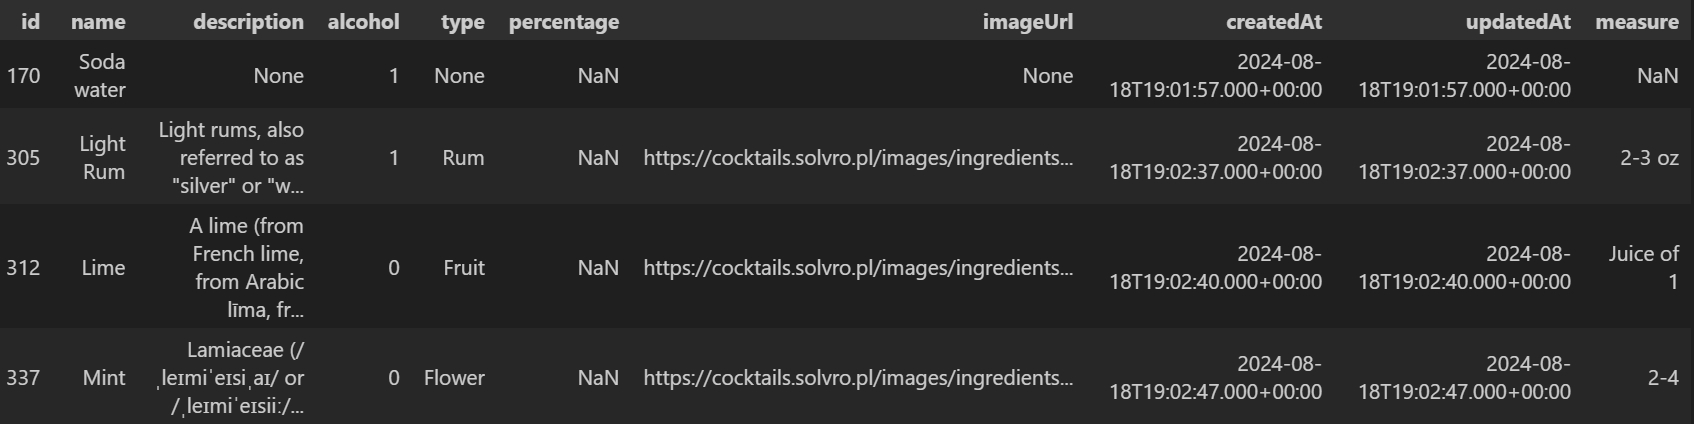 id name description alcohol type percentage imageUrl createdAt updatedAt measure
170 Soda water None 1 None NaN None 2024-08-18T19:01:57.000+00:00 2024-08-18T19:01:57.000+00:00 NaN
305 Light Rum Light rums, also referred to as "silver" or "w... 1 Rum NaN https://cocktails.solvro.pl/images/ingredients... 2024-08-18T19:02:37.000+00:00 2024-08-18T19:02:37.000+00:00 2-3 oz
312 Lime A lime (from French lime, from Arabic līma, fr... 0 Fruit NaN https://cocktails.solvro.pl/images/ingredients... 2024-08-18T19:02:40.000+00:00 2024-08-18T19:02:40.000+00:00 Juice of 1
337 Mint Lamiaceae (/ˌleɪmiˈeɪsiˌaɪ/ or /ˌleɪmiˈeɪsiiː/... 0 Flower NaN https://cocktails.solvro.pl/images/ingredients... 2024-08-18T19:02:47.000+00:00 2024-08-18T19:02:47.000+00:00 2-4